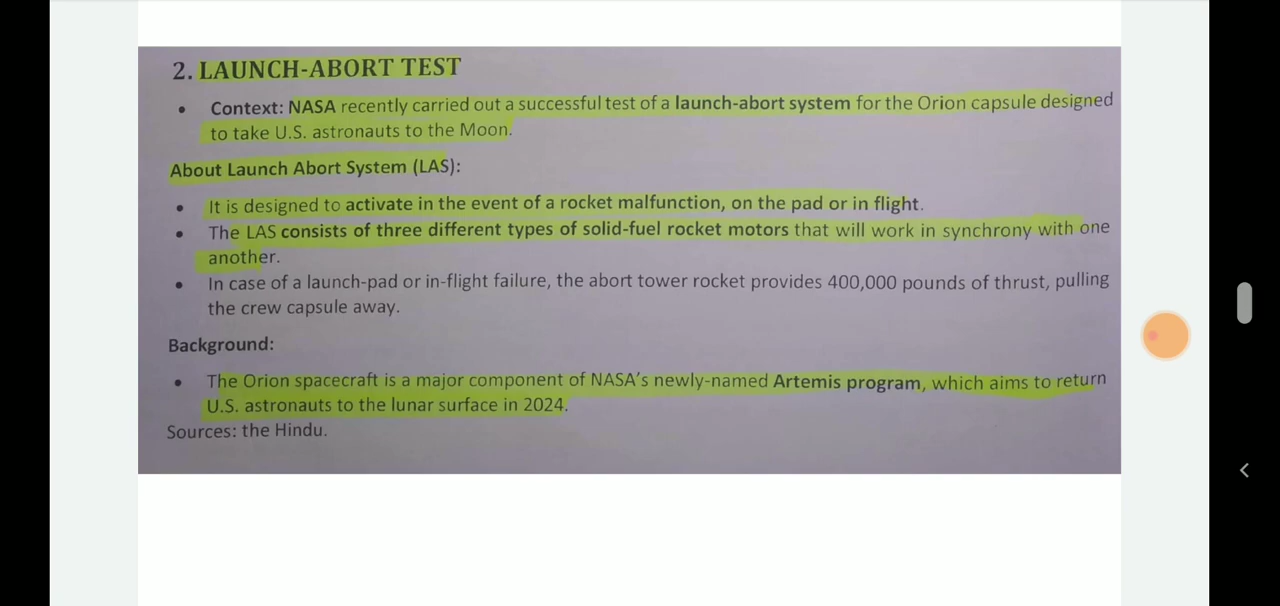 2. LAUNCH-ABORT TEST
• Context: NASA recently carried out a successful test of a launch-abort system for the Orion capsule designed
to take U.S. astronauts to the Moon.
About Launch Abort System (LAS):
• It is designed to activate in the event of a rocket malfunction, on the pad or in flight.
• The LAS consists of three different types of solid-fuel rocket motors that will work in synchrony with one
another.
• In case of a launch-pad or in-flight failure, the abort tower rocket provides 400,000 pounds of thrust, pulling
the crew capsule away.
Background:
• The Orion spacecraft is a major component of NASA's newly-named Artemis program, which aims to return
U.S. astronauts to the lunar surface in 2024.
Sources: the Hindu.